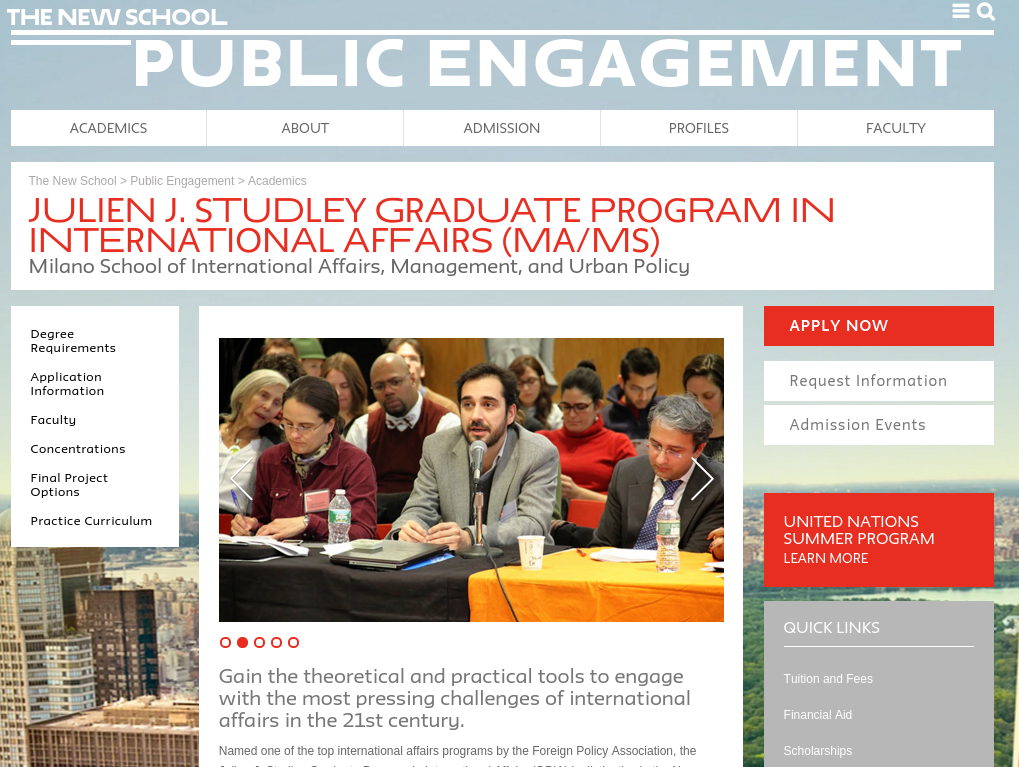 THE NEW SCHOOL
PUBLIC ENGAGEMENT
ACADEMICS
ABOUT
ADMISSION
PROFILES
FACULTY
The New School > Public Engagement > Academics
JULIEN J. STUDLEY GRADUATE PROGRAM IN
INTERNATIONAL AFFAIRS (MA/MS)
Milano School of International Affairs, Management, and Urban Policy
Degree
Requirements
Application
Information
Faculty
Concentrations
Final Project
Options
Practice Curriculum
Gain the theoretical and practical tools to engage
with the most pressing challenges of international
affairs in the 21st century.
Named one of the top international affairs programs by the Foreign Policy Association, the
APPLY NOW
Request Information
Admission Events
UNITED NATIONS
SUMMER PROGRAM
LEARN MORE
QUICK LINKS
Tuition and Fees
Financial Aid
Scholarships